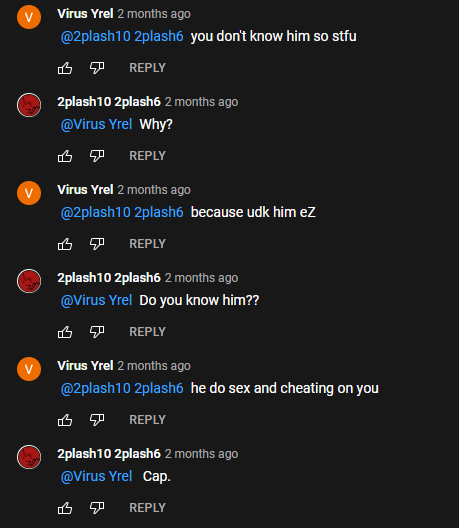 Virus Yrel 2 months ago
@2plash10 2plash6 you don't know him so stfu
REPLY
2plash10 2plash6 2 months ago
@Virus Yrel Why?
REPLY
Virus Yrel 2 months ago
@2plash10 2plash6 because udk him eZ
REPLY
2plash10 2plash6 2 months ago
@Virus Yrel Do you know him??
REPLY
Virus Yrel 2 months ago
@2plash10 2plash6 he do sex and cheating on you
REPLY
2plash10 2plash6 2 months ago
@Virus Yrel Cap.
REPLY